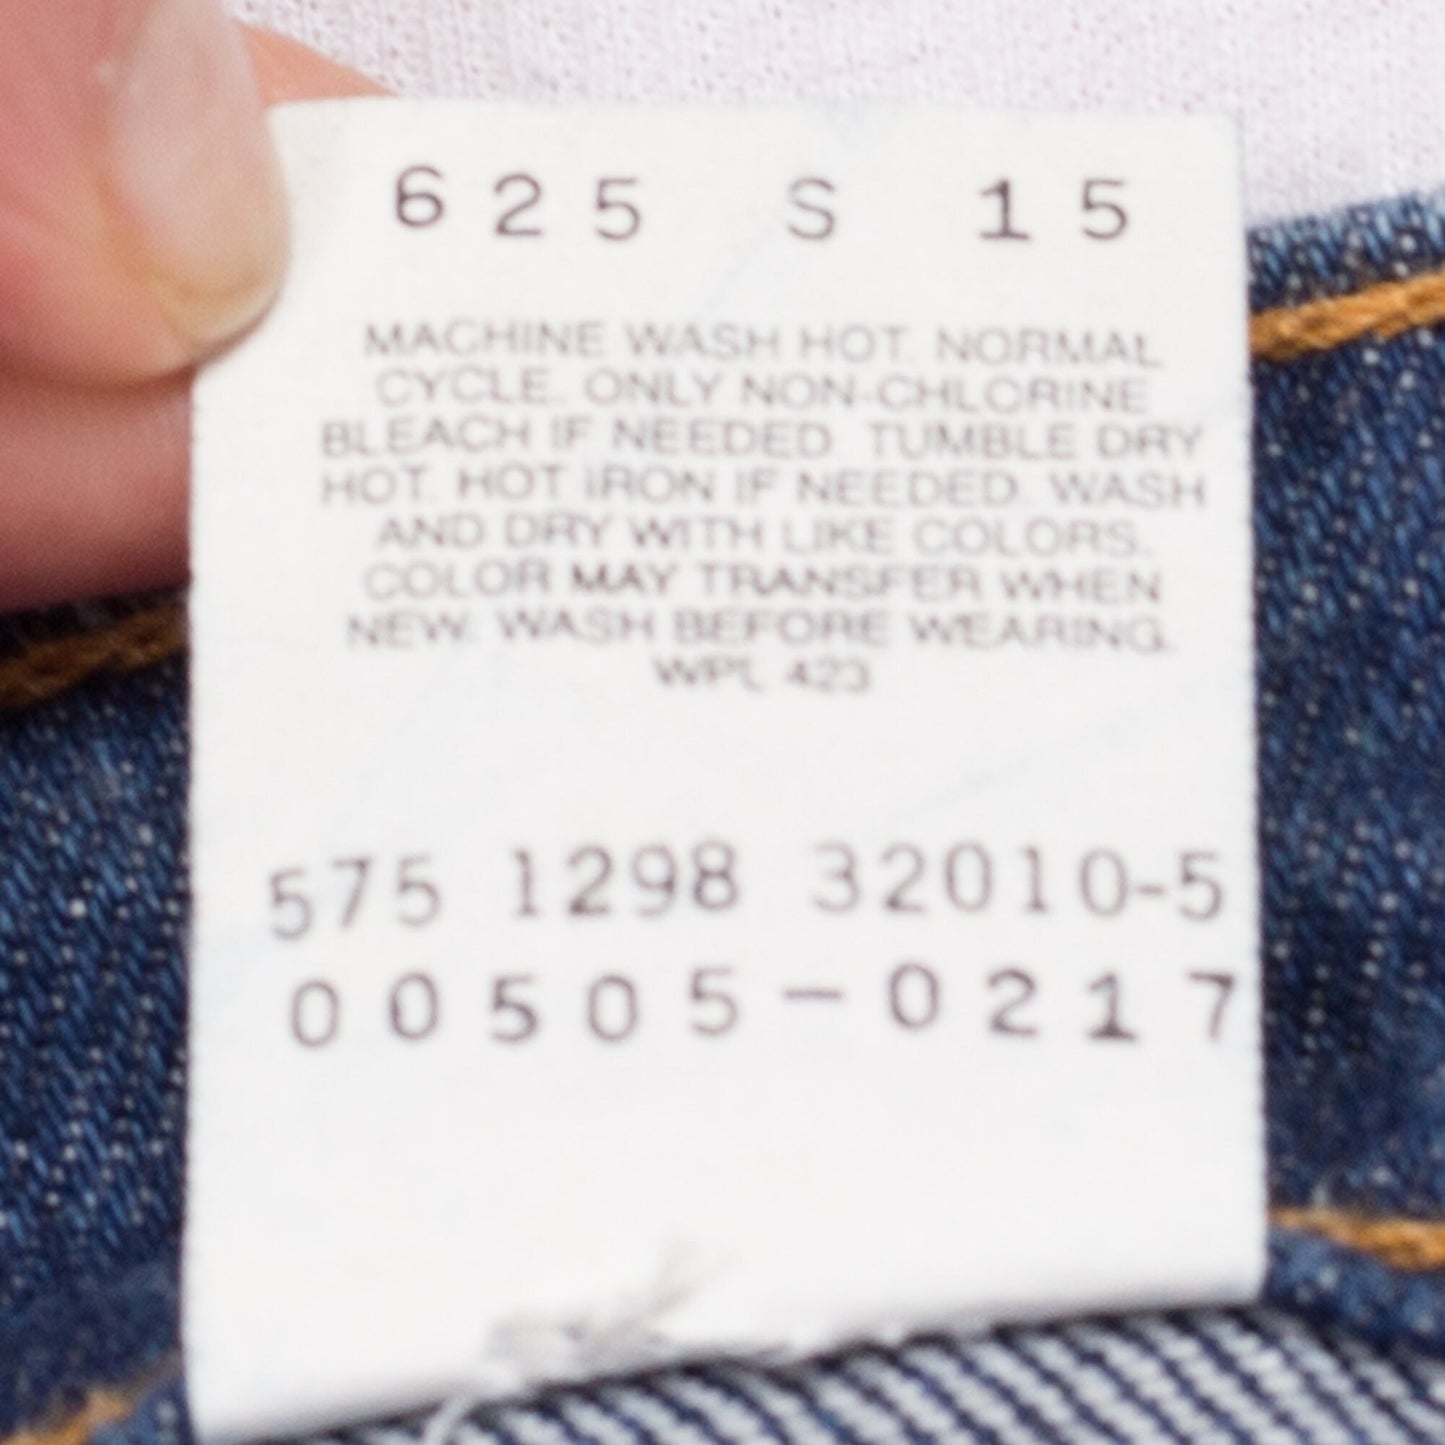 625 S 15
MACHINE WASH HOT. NORMAL
CYCLE. ONLY NON-CHLORINE
BLEACH IF NEEDED. TUMBLE DRY
HOT. HOT IRON IF NEEDED. WASH
AND DRY WITH LIKE COLORS.
COLOR MAY TRANSFER WHEN
NEW. WASH BEFORE WEARING.
WPL 423
575 1298 32010-5
00505-0217